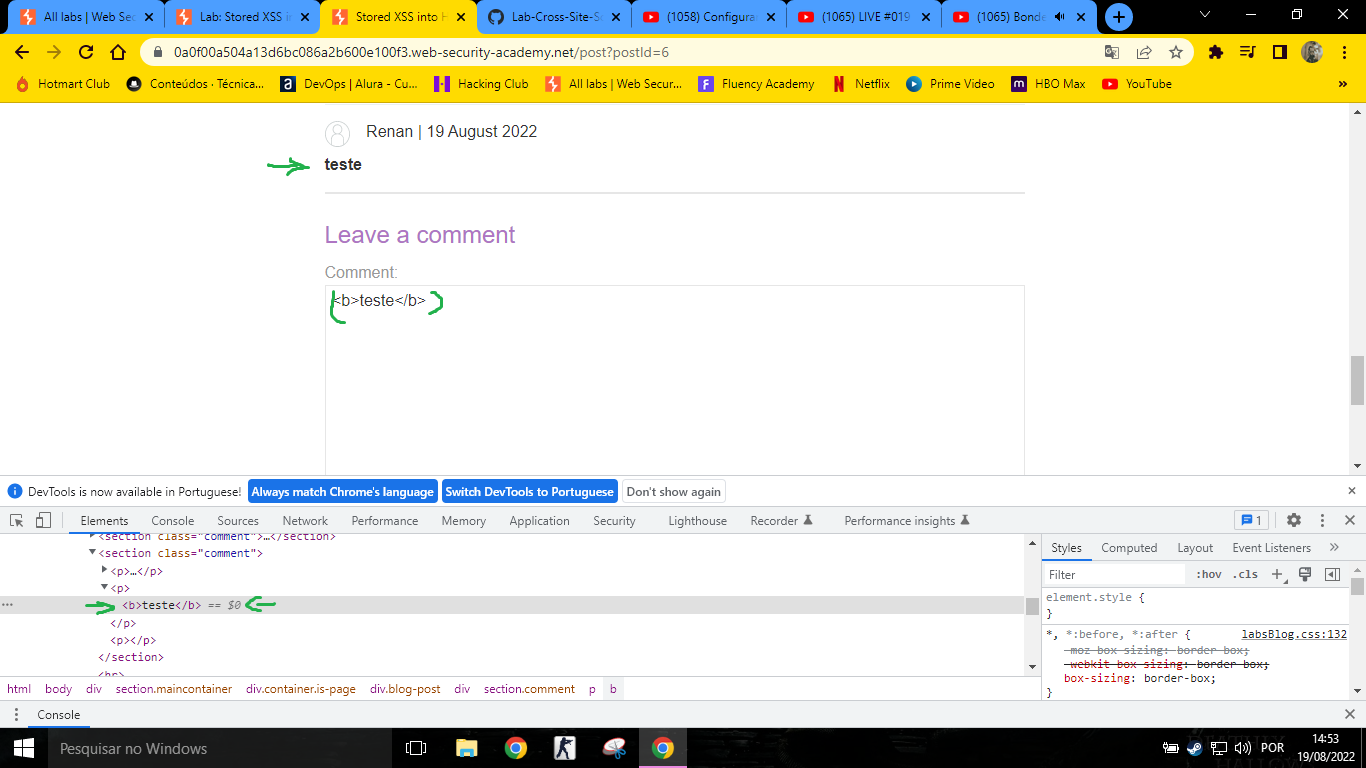 All labs | Web Sec
Lab: Stored XSS in
Stored XSS into H
Lab-Cross-Site-S
(1058) Configura
(1065) LIVE #019
(1065) Bonde
0a0f00a504a13d6bc086a2b600e100f3.web-security-academy.net/post?postId=6
Hotmart Club
Conteúdos · Técnica...
DevOps | Alura - Cu...
Hacking Club
All labs | Web Secur...
Fluency Academy
Netflix
Prime Video
HBO Max
YouTube
»
Renan | 19 August 2022
teste
Leave a comment
Comment:
<b>teste</b>
DevTools is now available in Portuguese!
Always match Chrome's language
Switch DevTools to Portuguese
Don't show again
Elements
Console
Sources
Network
Performance
Memory
Application
Security
Lighthouse
Recorder
Performance insights
1
<section class="comment">…</section>
<section class="comment">
<p>…</p>
<p>
<b>teste</b> == $0
</p>
<p></p>
</section>
<hr>
html body div section.maincontainer div.container.is-page div.blog-post div section.comment p b
Styles
Computed
Layout
Event Listeners
»
Filter
:hov .cls
element.style {
}
*, *:before, *:after {
labsBlog.css:132
-moz-box-sizing: border-box;
-webkit-box-sizing: border-box;
box-sizing: border-box;
}
Console
Pesquisar no Windows
POR
14:53
19/08/2022